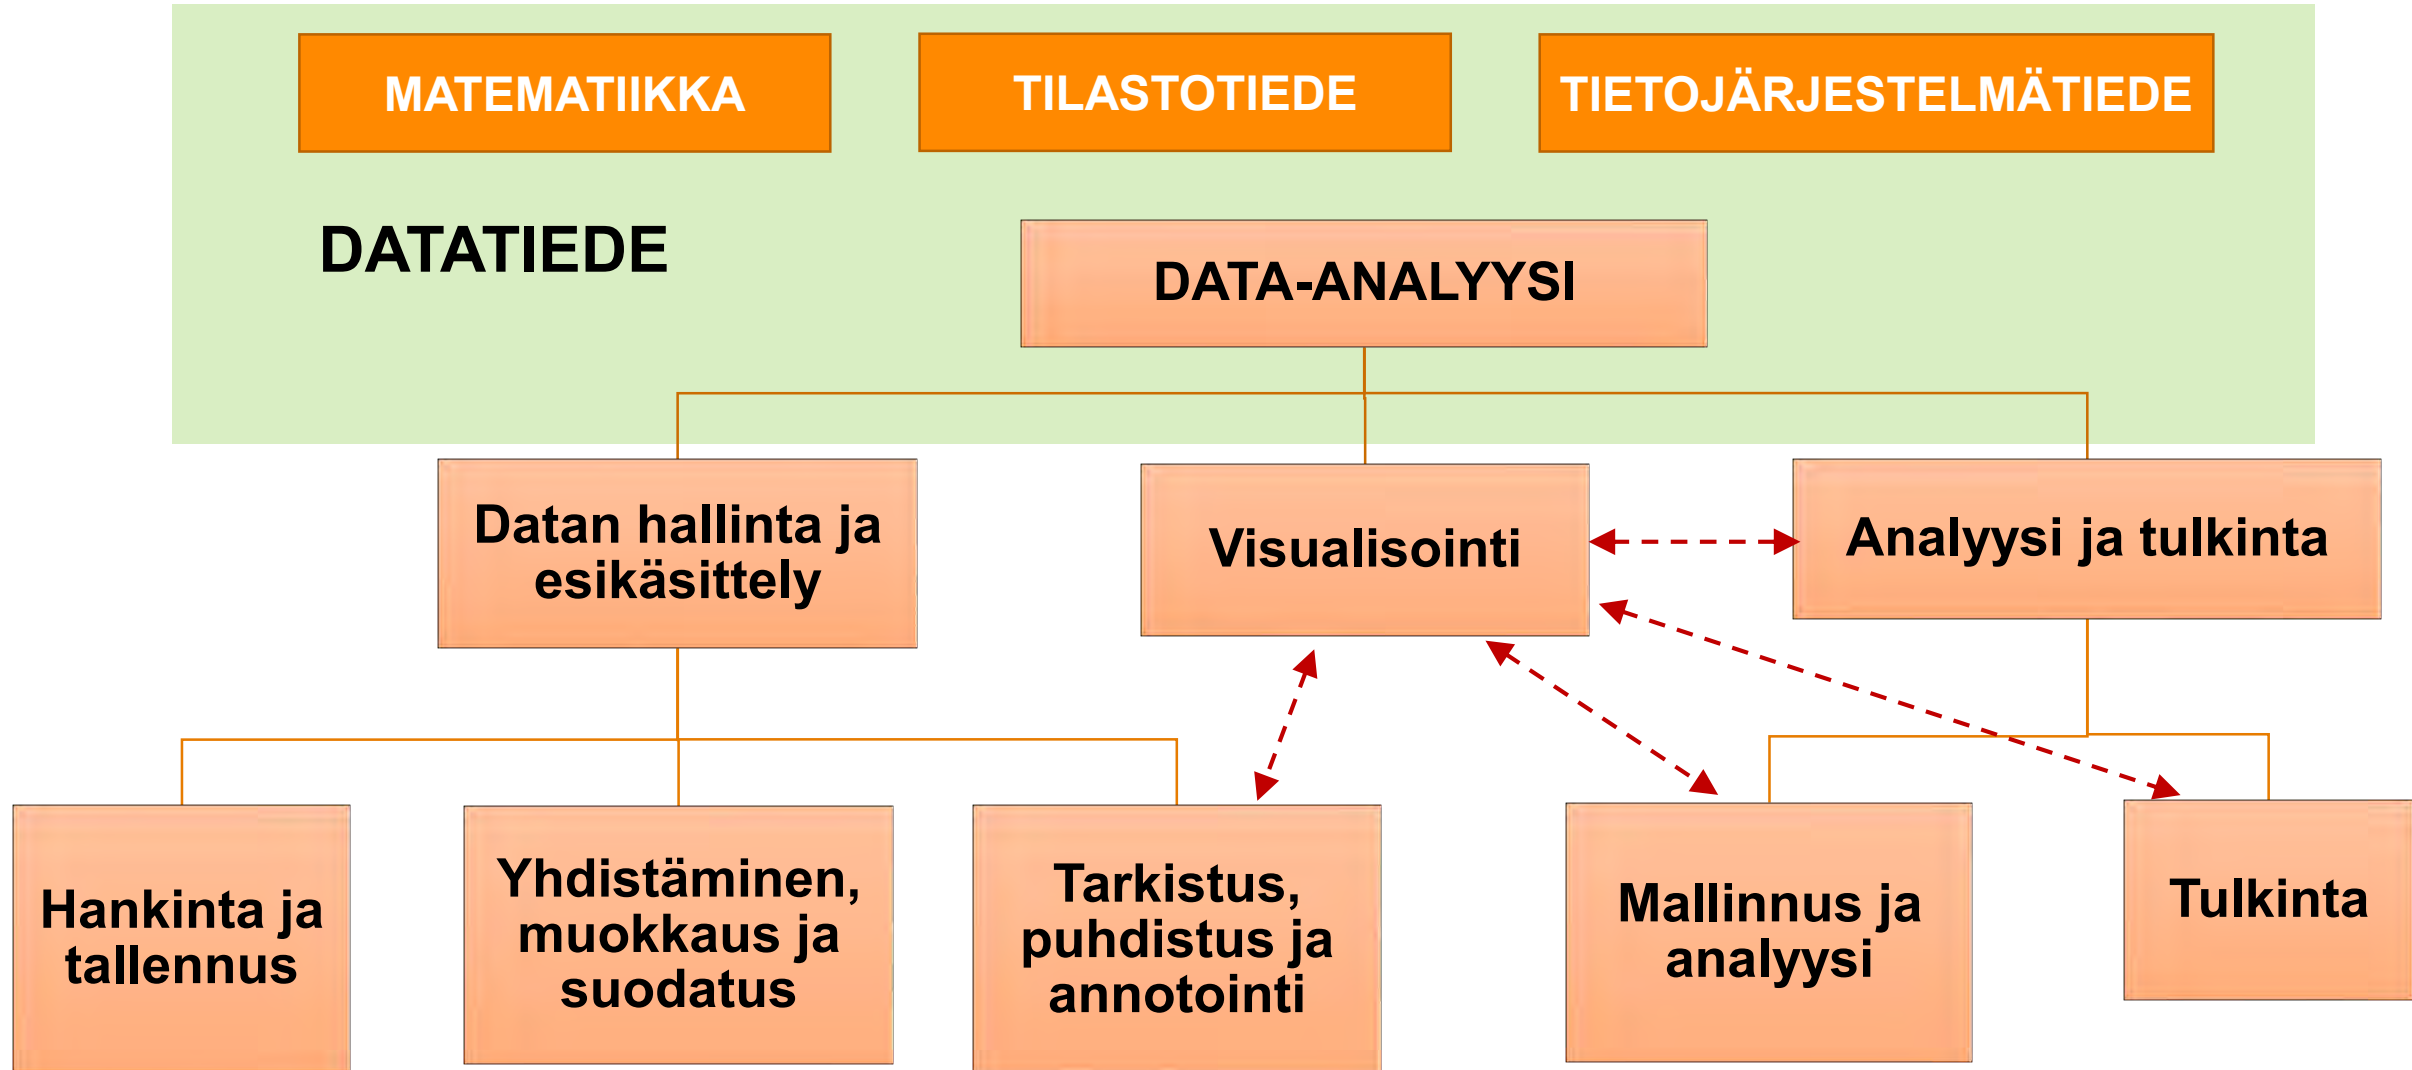 MATEMATIIKKA
TILASTOTIEDE
TIETOJÄRJESTELMÄTIEDE
DATATIEDE
DATA-ANALYYSI
Datan hallinta ja
esikäsittely
Visualisointi
Analyysi ja tulkinta
Hankinta ja
tallennus
Yhdistäminen,
muokkaus ja
suodatus
Tarkistus,
puhdistus ja
annotointi
Mallinnus ja
analyysi
Tulkinta